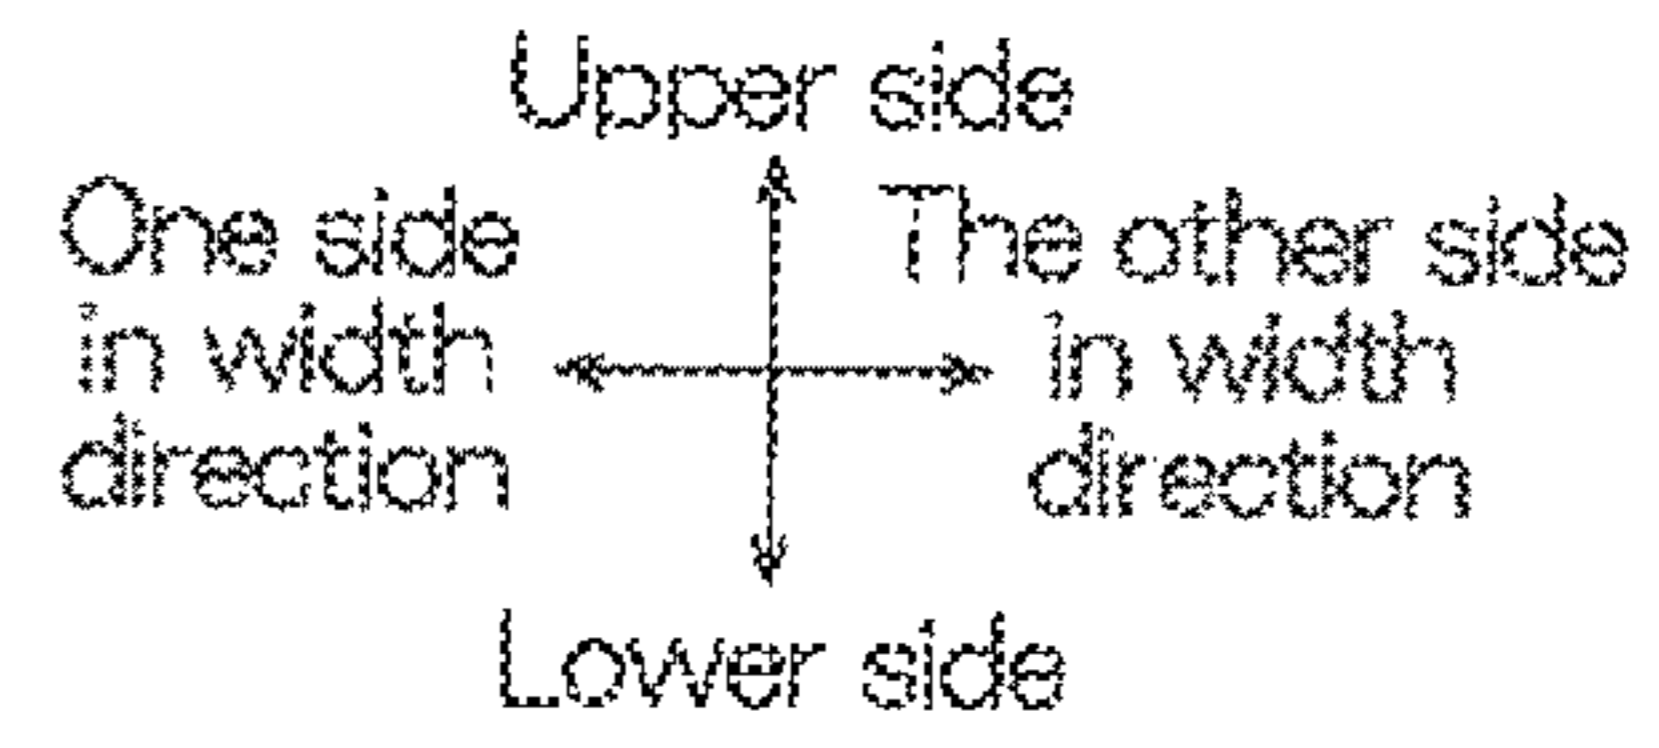 Upper side
One side
in width
direction
The other side
in width
direction
Lower side